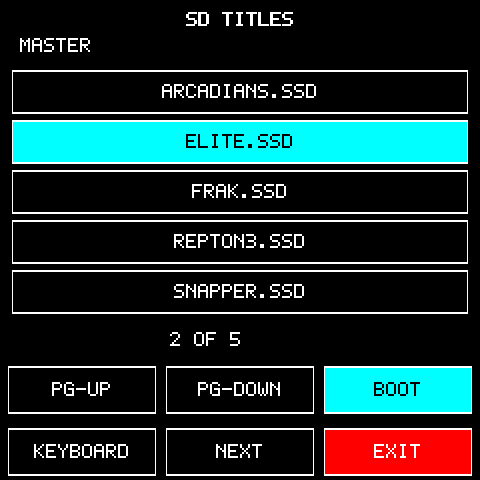 SD TITLES
MASTER
ARCADIANS.SSD
ELITE.SSD
FRAK.SSD
REPTON3.SSD
SNAPPER.SSD
2 OF 5
PG-UP PG-DOWN BOOT
KEYBOARD NEXT EXIT